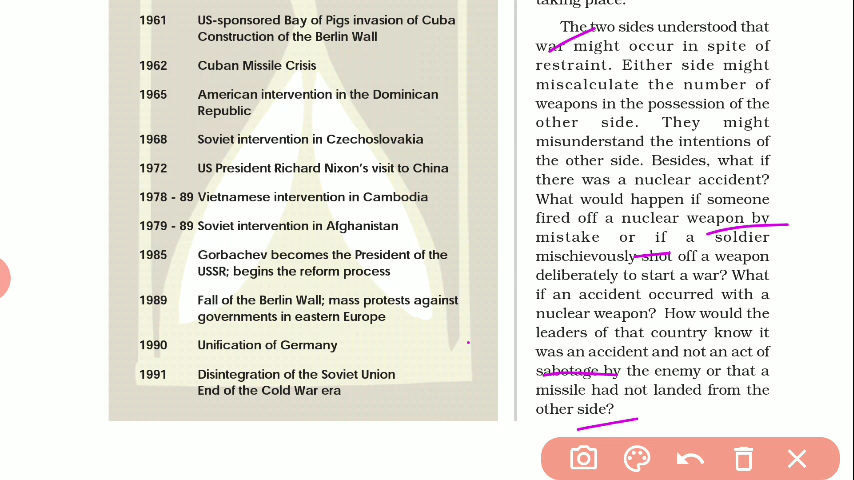 1961 US-sponsored Bay of Pigs invasion of Cuba
Construction of the Berlin Wall
1962 Cuban Missile Crisis
1965 American intervention in the Dominican
Republic
1968 Soviet intervention in Czechoslovakia
1972 US President Richard Nixon's visit to China
1978 - 89 Vietnamese intervention in Cambodia
1979 - 89 Soviet intervention in Afghanistan
1985 Gorbachev becomes the President of the
USSR; begins the reform process
1989 Fall of the Berlin Wall; mass protests against
governments in eastern Europe
1990 Unification of Germany
1991 Disintegration of the Soviet Union
End of the Cold War era
taking place.
The two sides understood that
war might occur in spite of
restraint. Either side might
miscalculate the number of
weapons in the possession of the
other side. They might
misunderstand the intentions of
the other side. Besides, what if
there was a nuclear accident?
What would happen if someone
fired off a nuclear weapon by
mistake or if a soldier
mischievously shot off a weapon
deliberately to start a war? What
if an accident occurred with a
nuclear weapon? How would the
leaders of that country know it
was an accident and not an act of
sabotage by the enemy or that a
missile had not landed from the
other side?